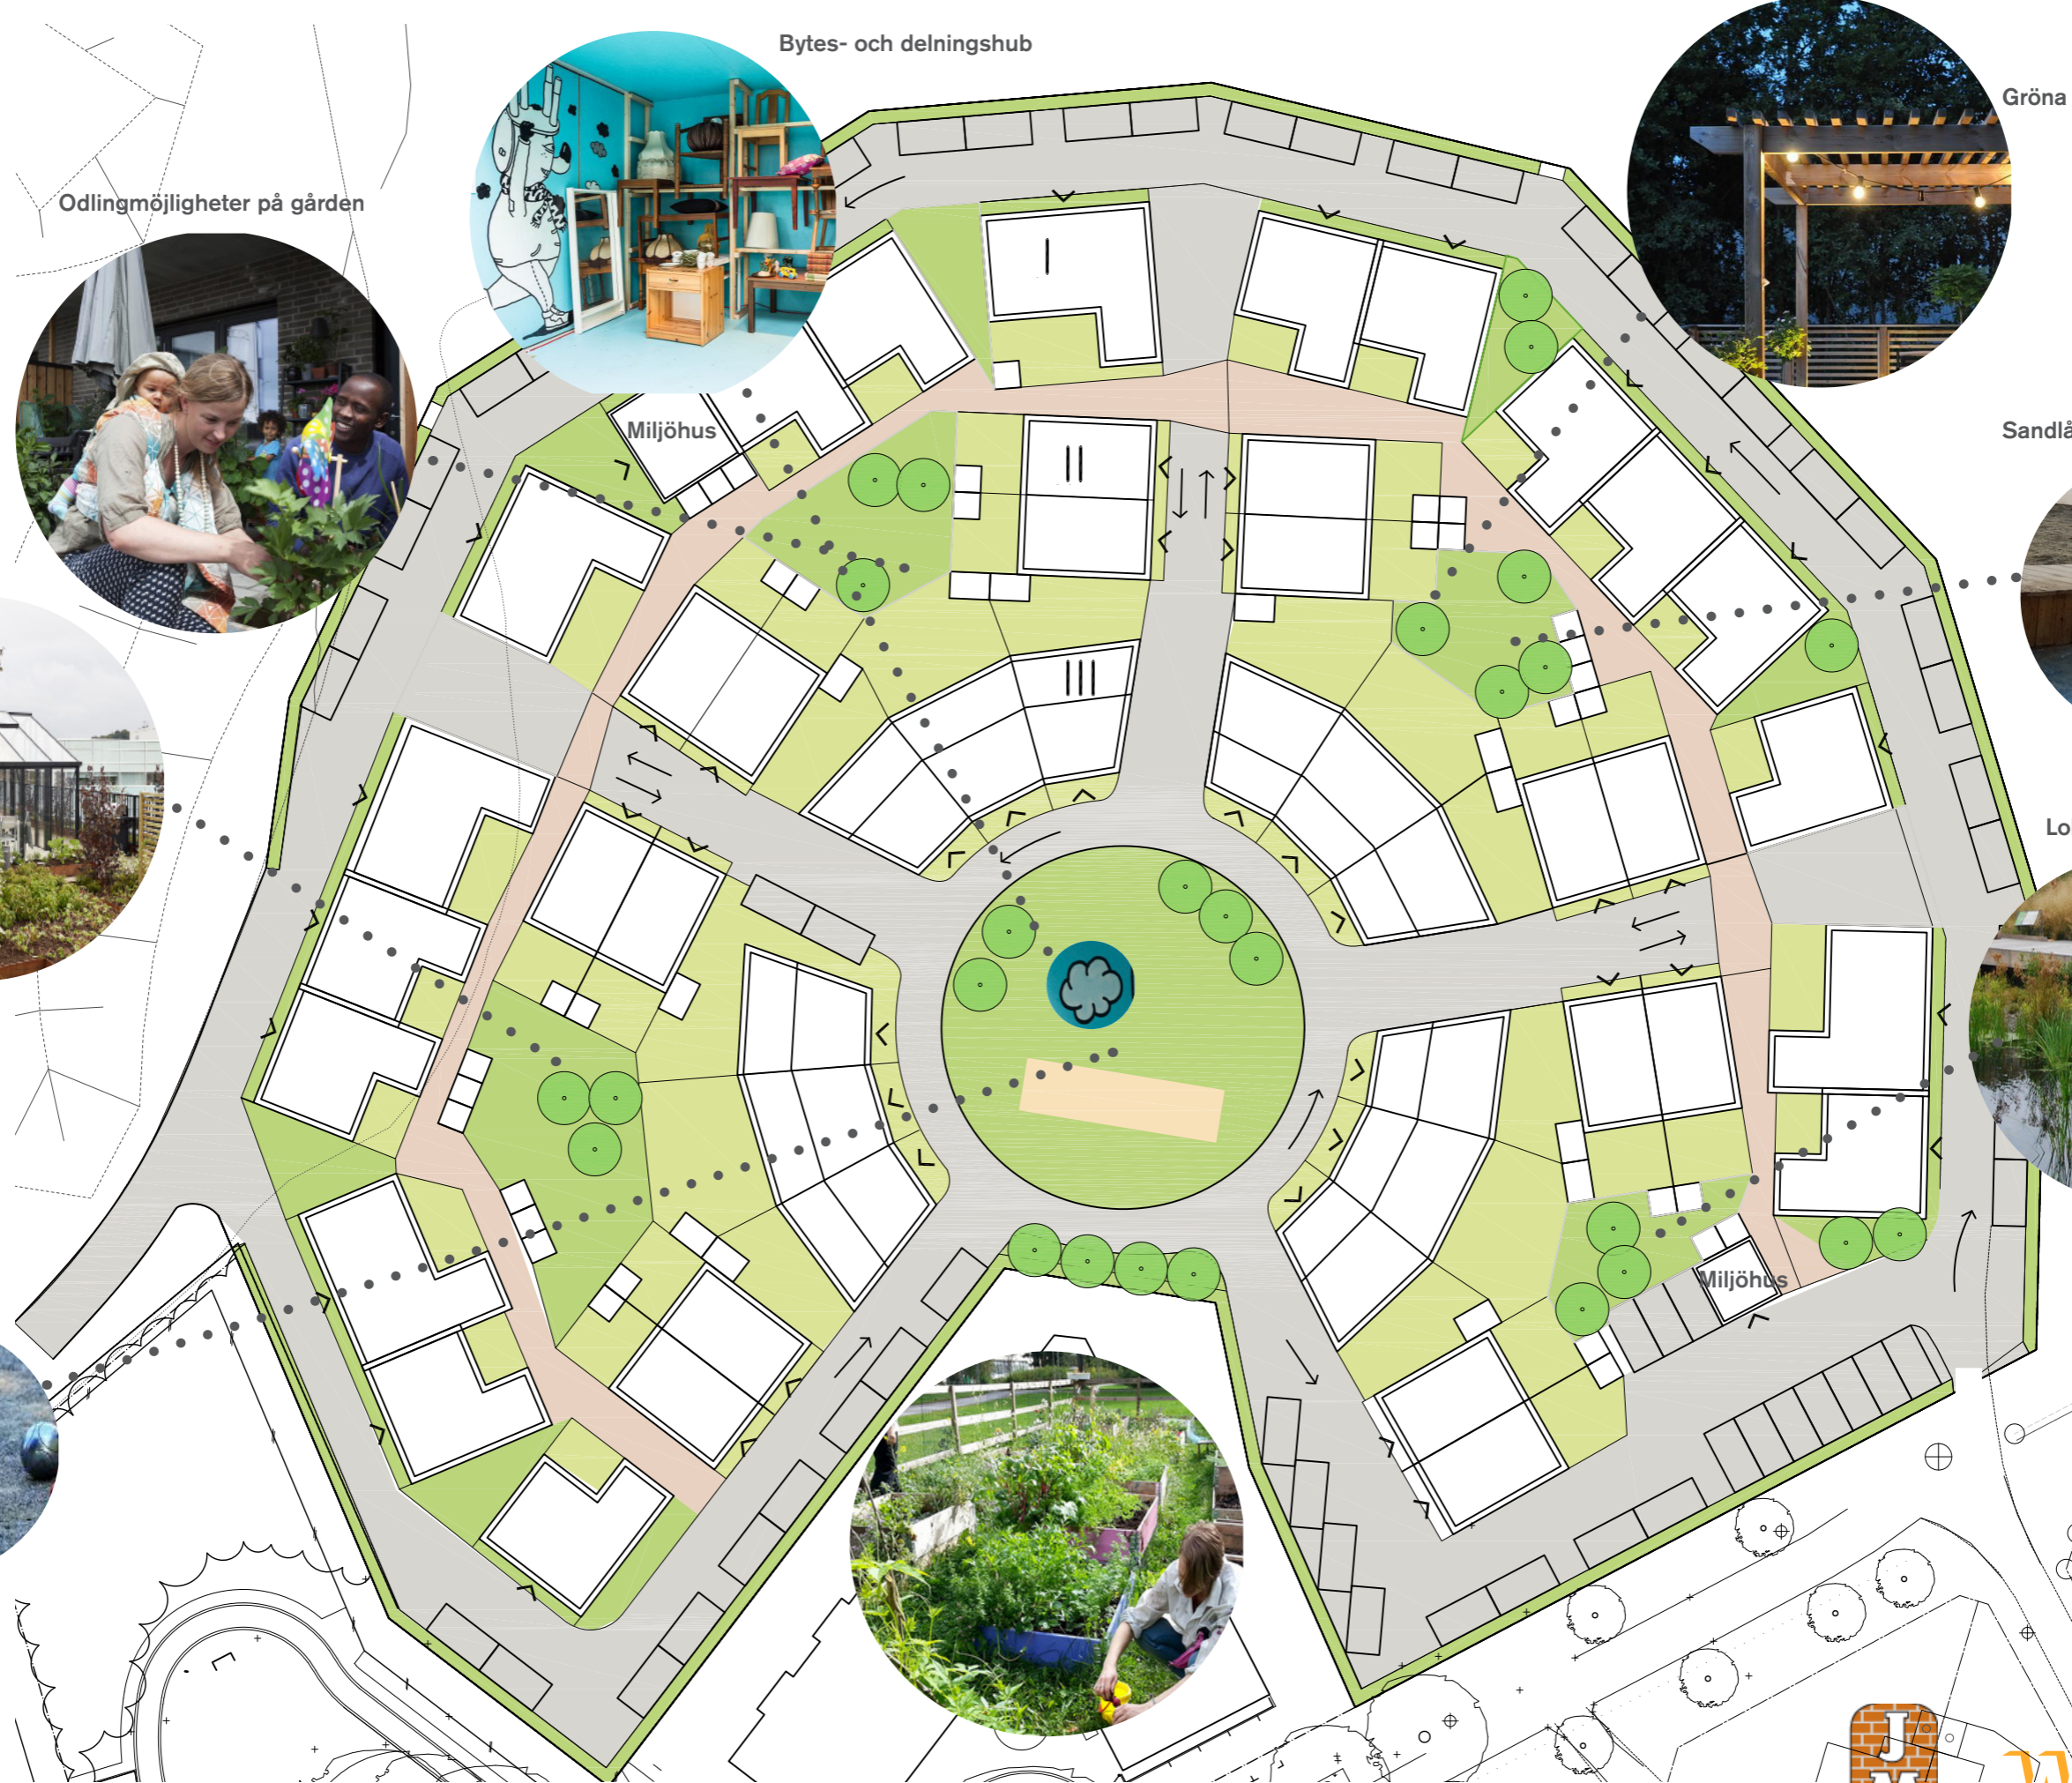 Bytes- och delningshub
Gröna
Odlingmöjligheter på gården
Miljöhus
Sandlå
I
II
III
Lo
Miljöhus
J
M